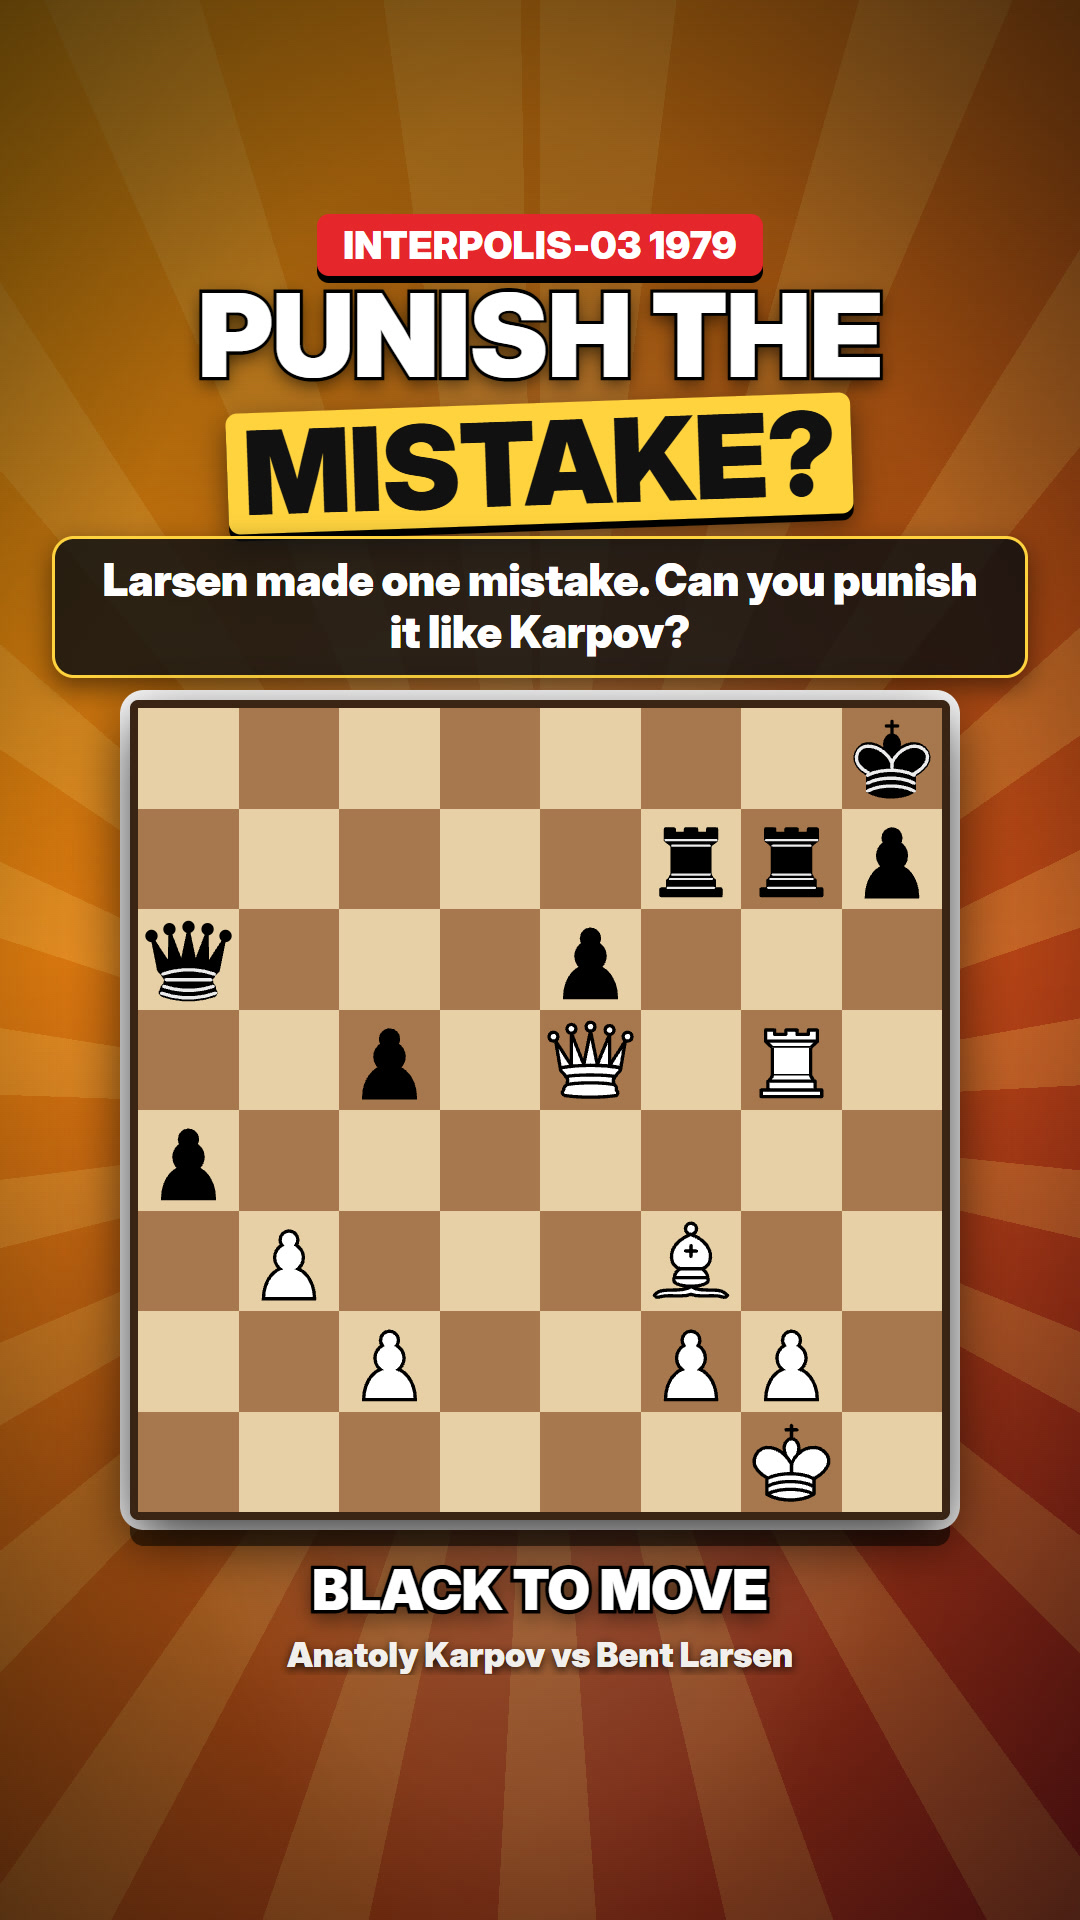 INTERPOLIS-03 1979
PUNISH THE
MISTAKE?
Larsen made one mistake. Can you punish
it like Karpov?
BLACK TO MOVE
Anatoly Karpov vs Bent Larsen